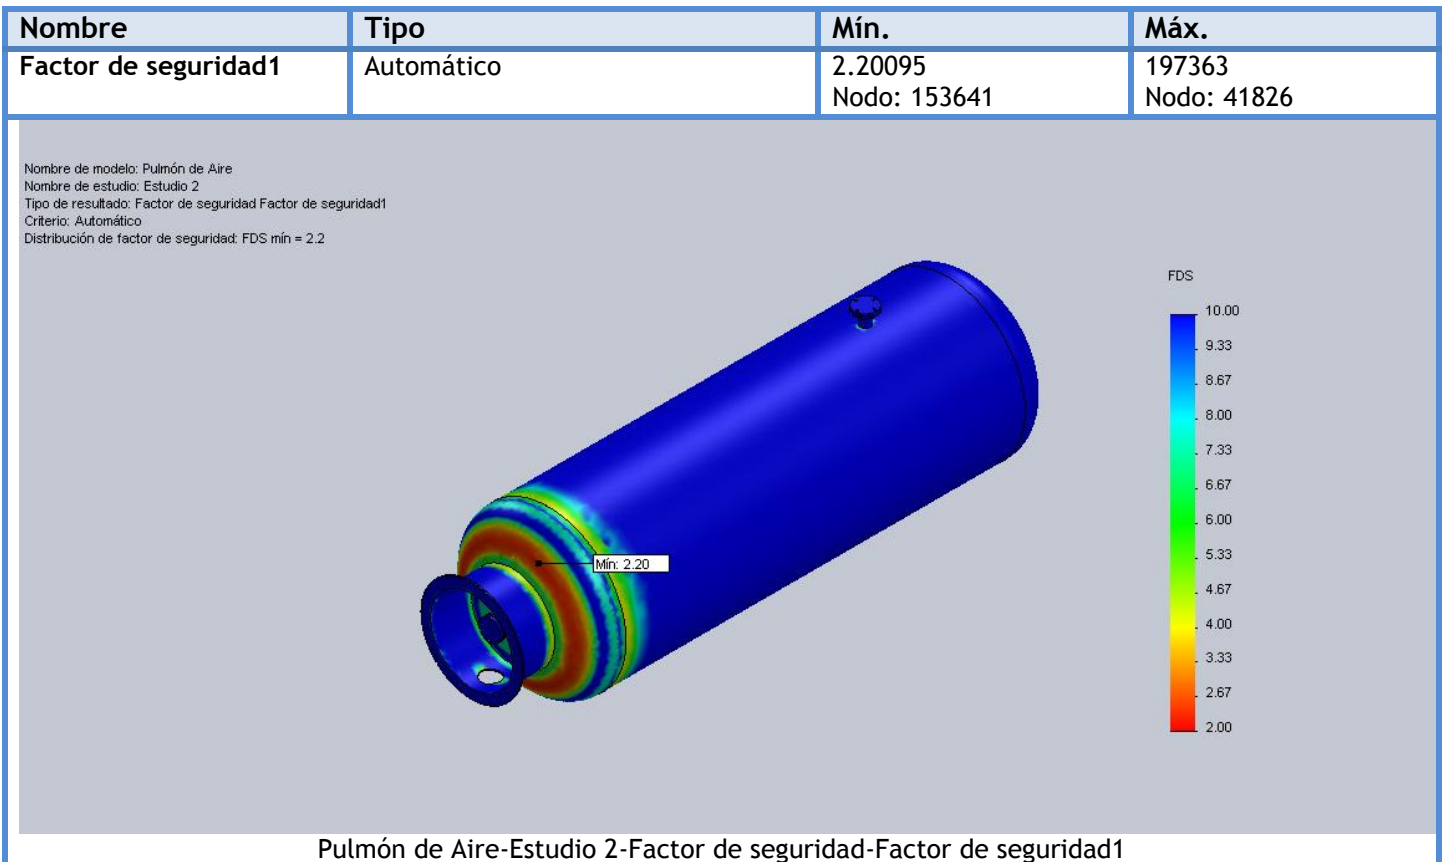 Nombre Tipo Mín. Máx.
Factor de seguridad1 Automático 2.20095 197363
Nodo: 153641 Nodo: 41826
Nombre de modelo: Pulmón de Aire
Nombre de estudio: Estudio 2
Tipo de resultado: Factor de seguridad Factor de seguridad1
Criterio: Automático
Distribución de factor de seguridad: FDS mín = 2.2
FDS
10.00
9.33
8.67
8.00
7.33
6.67
6.00
5.33
4.67
4.00
3.33
2.67
2.00
Mín: 2.20
Pulmón de Aire-Estudio 2-Factor de seguridad-Factor de seguridad1